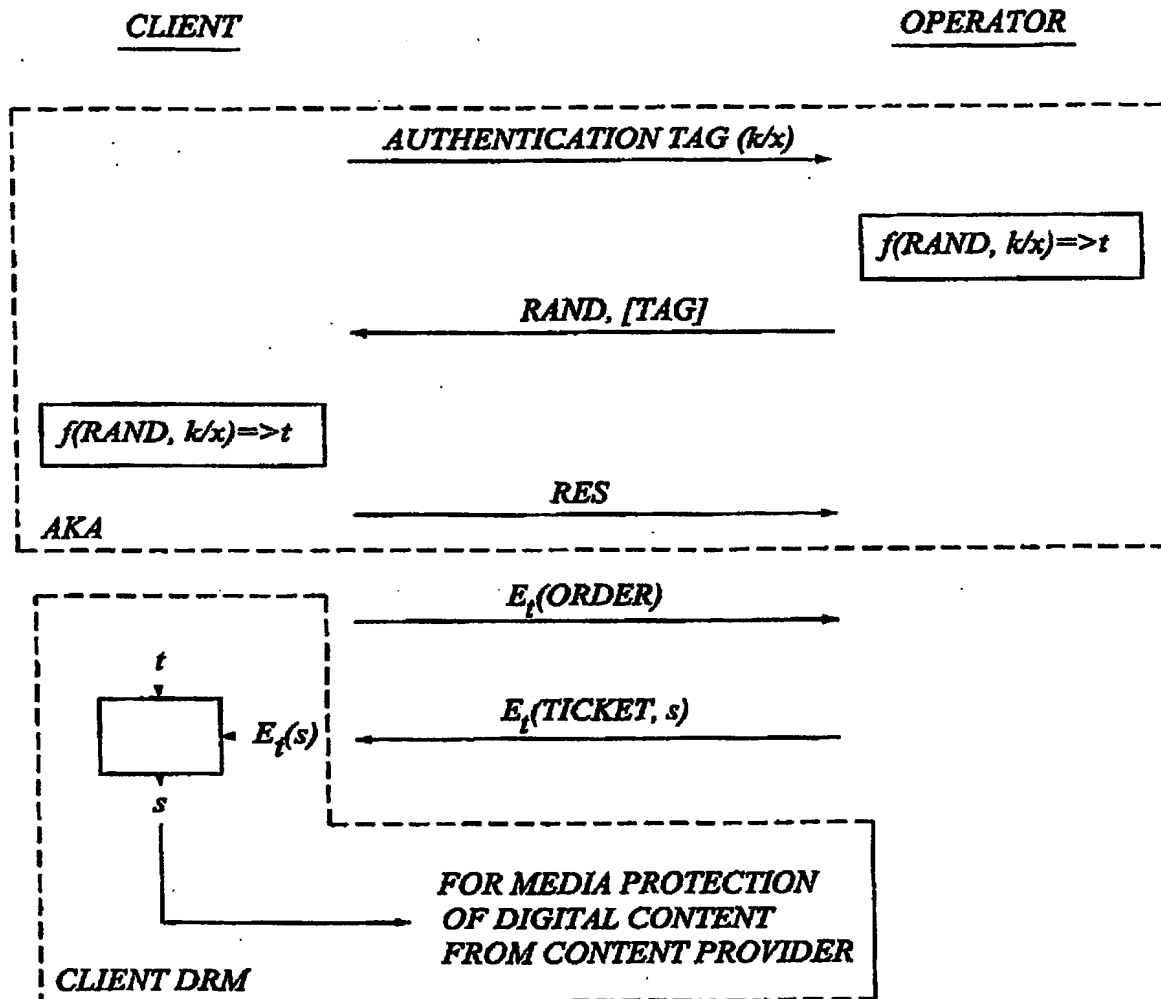 CLIENT
OPERATOR
AUTHENTICATION TAG (k/x)
f(RAND, k/x)=>t
RAND, [TAG]
f(RAND, k/x)=>t
RES
AKA
E_t(ORDER)
t
E_t(TICKET, s)
E_t(s)
s
FOR MEDIA PROTECTION
OF DIGITAL CONTENT
FROM CONTENT PROVIDER
CLIENT DRM